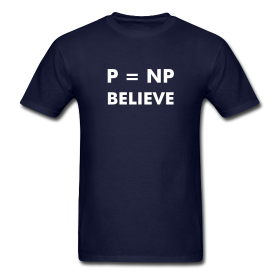 P = NP
BELIEVE